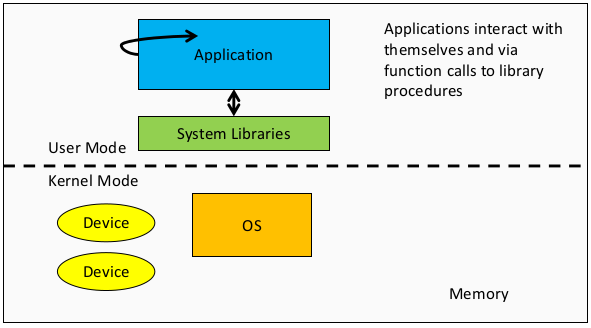 Applications interact with
themselves and via
function calls to library
procedures
Application
System Libraries
User Mode
Kernel Mode
Device
OS
Device
Memory